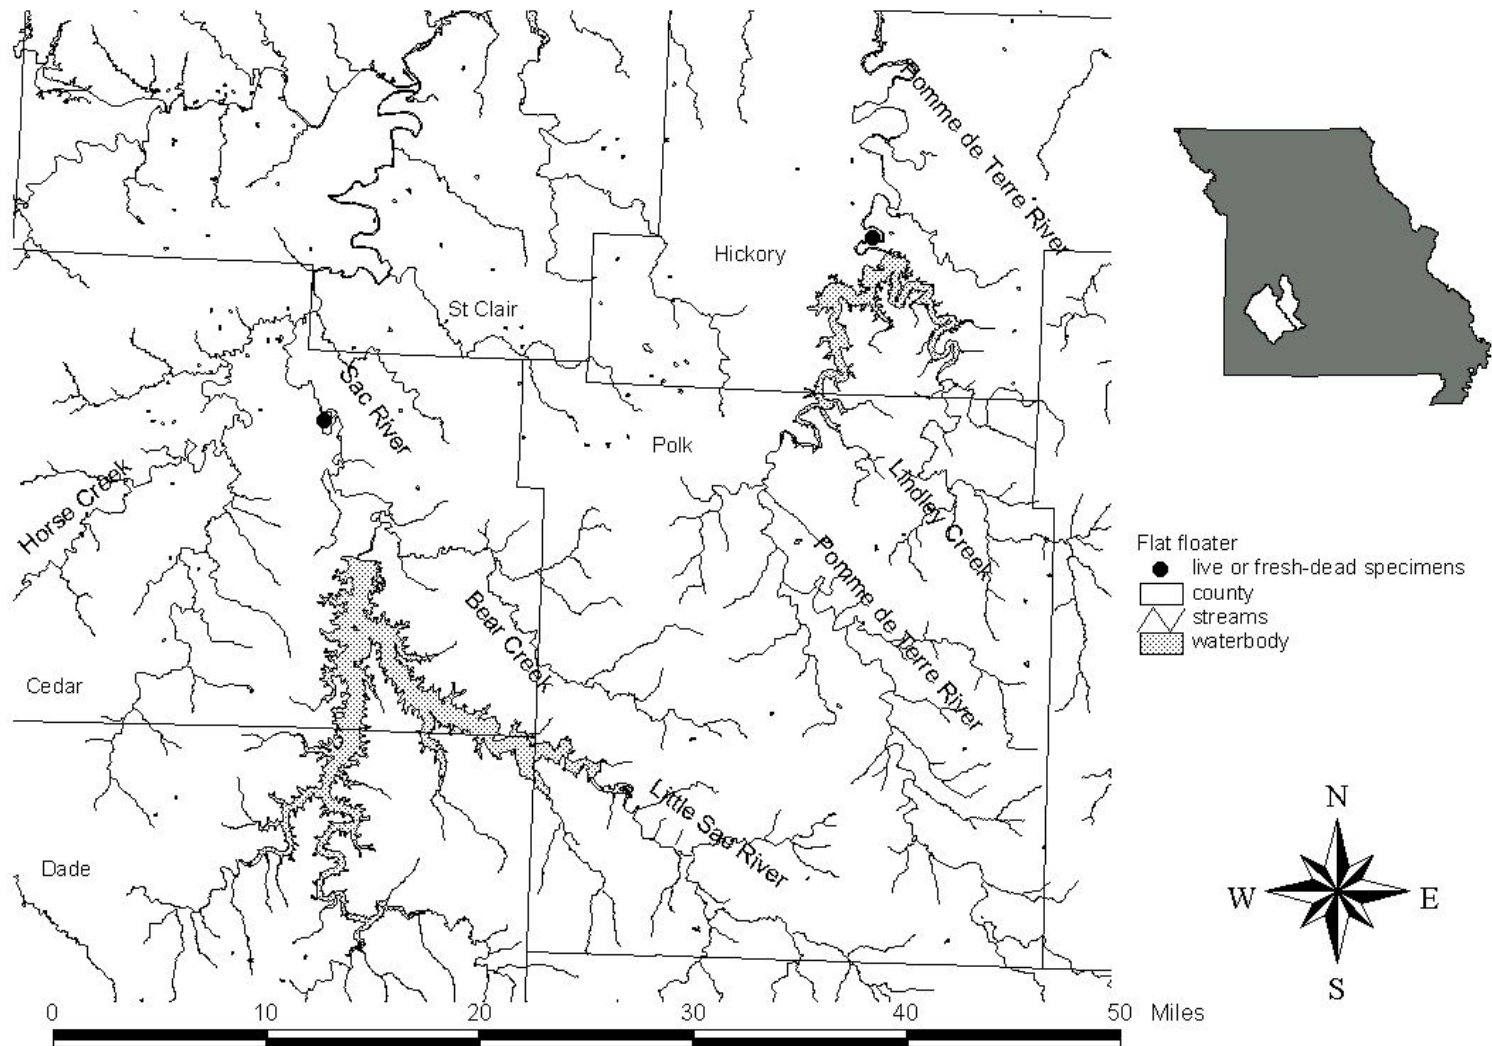 Pomme de Terre River
Hickory
St Clair
Sac River
Polk
Horse Creek
Lindley Creek
Pomme de Terre River
Bear Creek
Cedar
Little Sac River
Dade
Flat floater
live or fresh-dead specimens
county
streams
waterbody
N
W
E
S
0 10 20 30 40 50 Miles